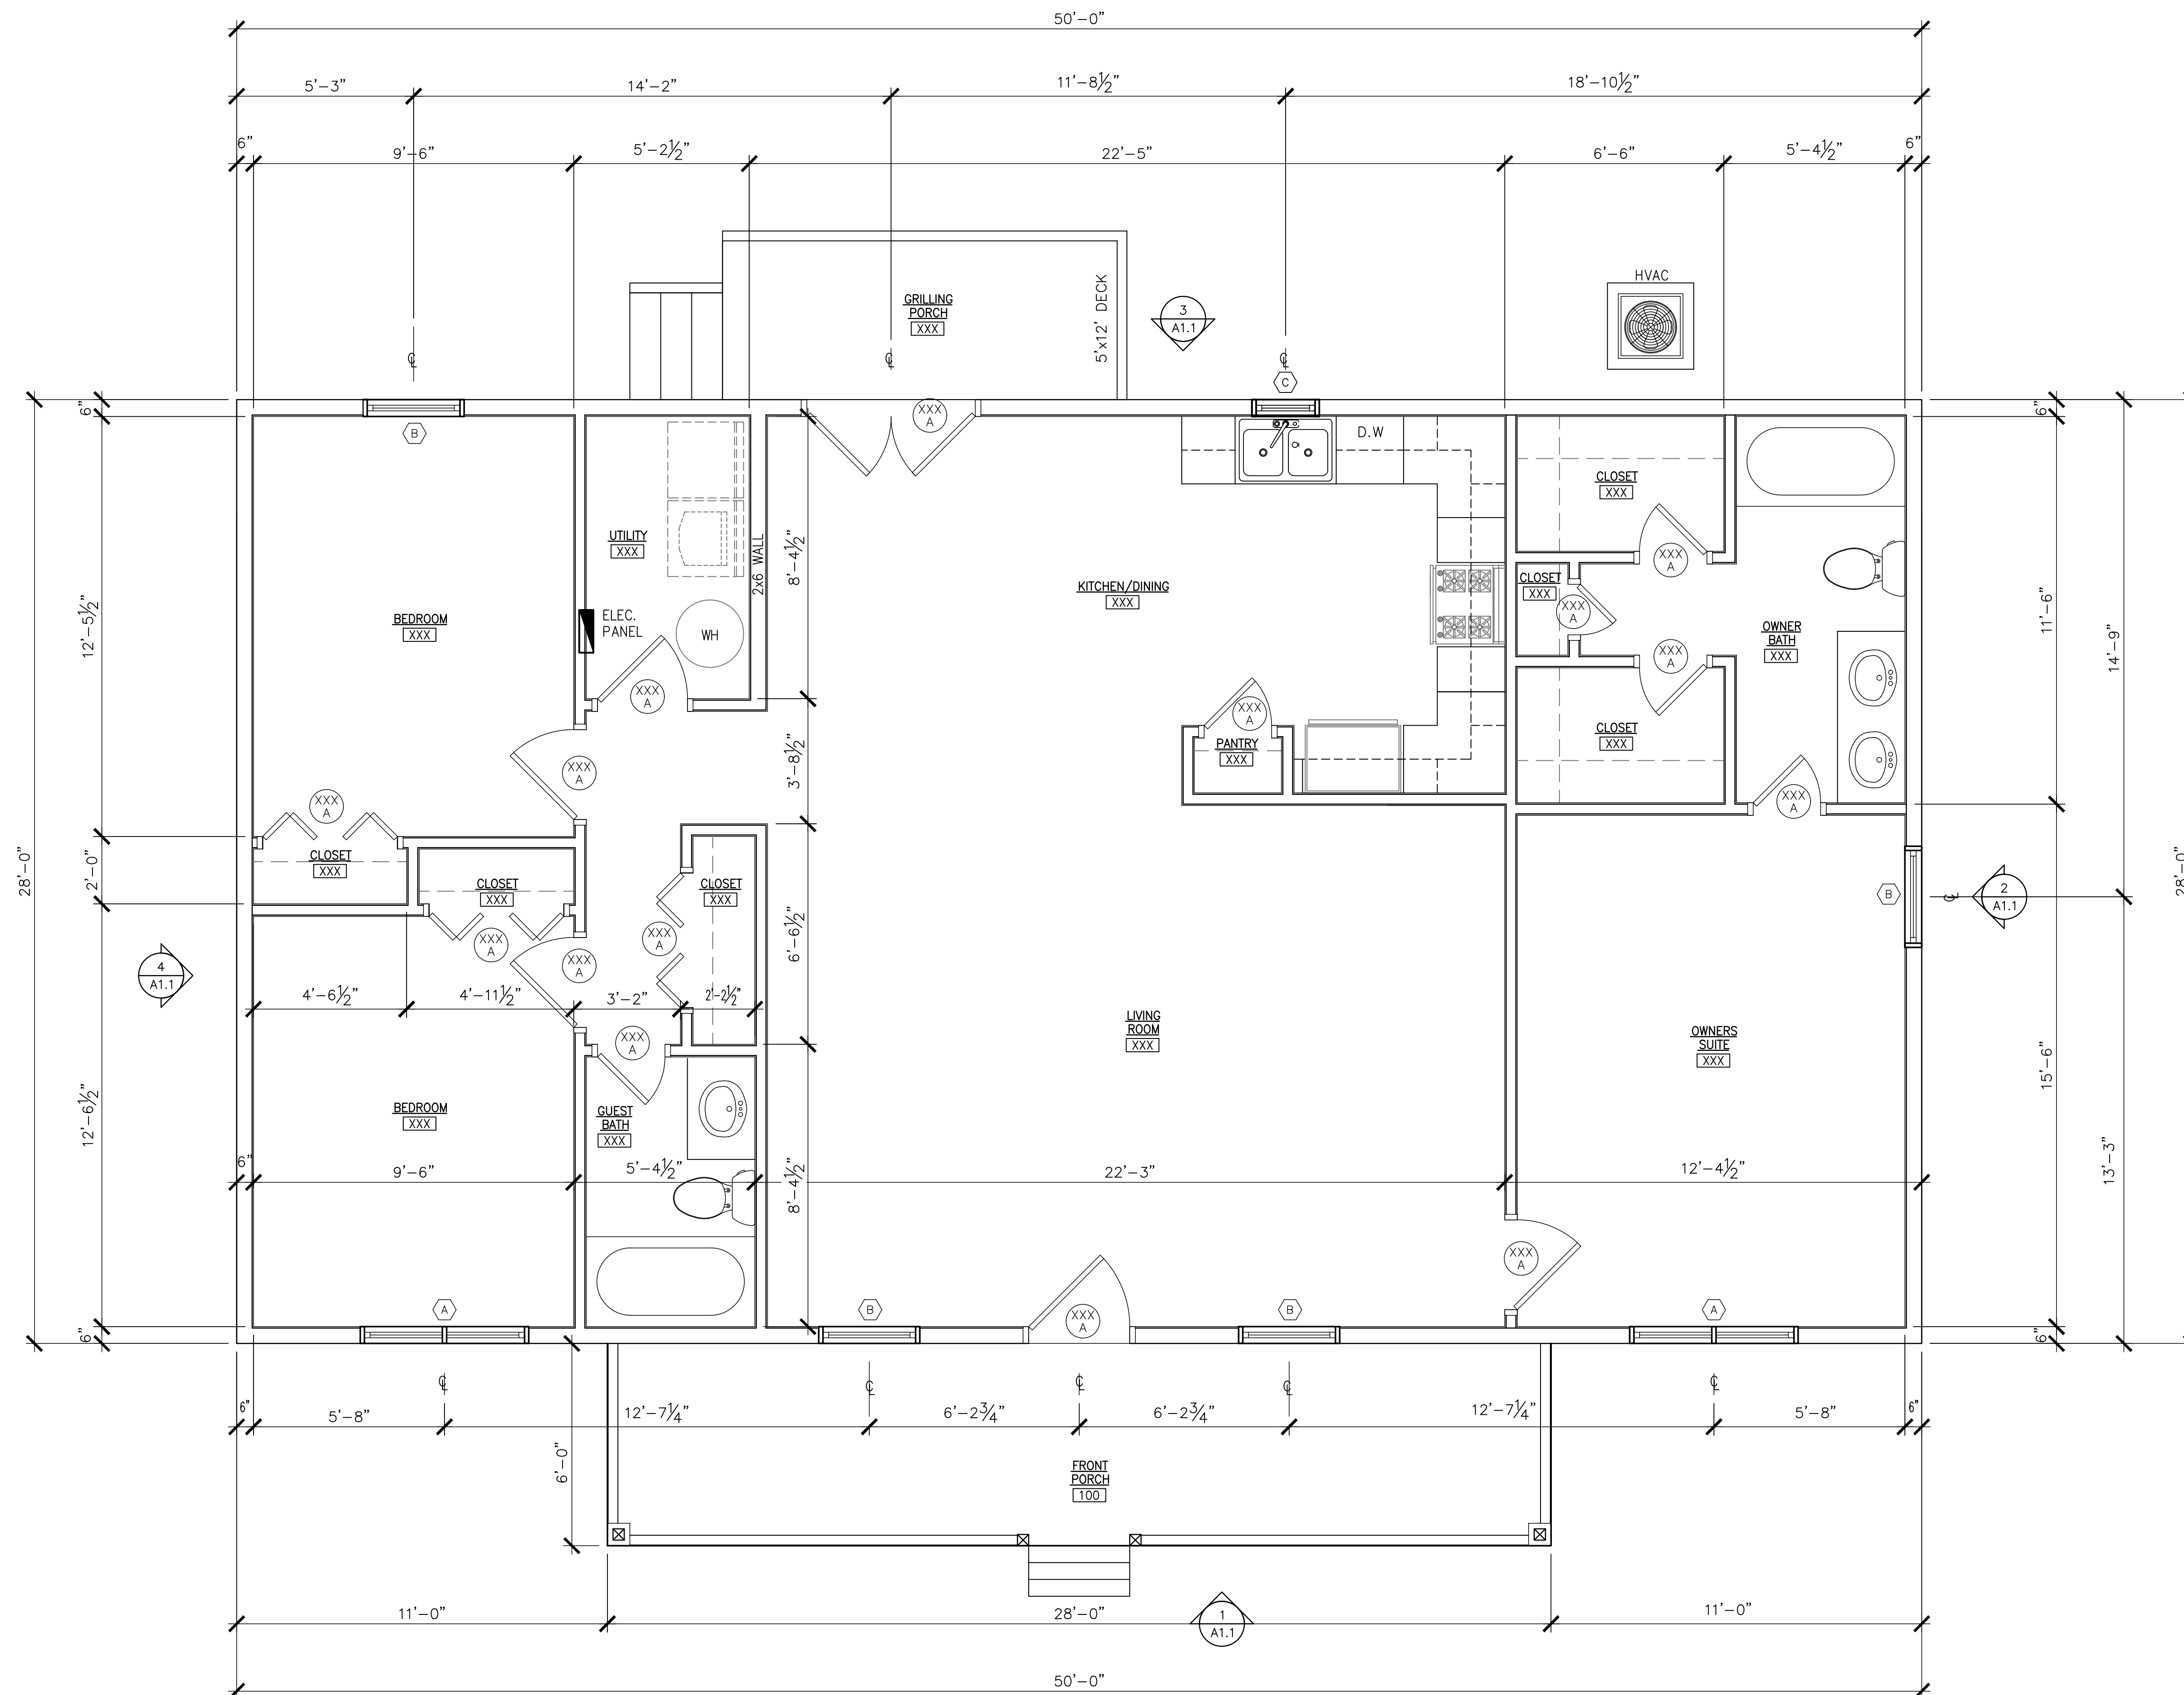 50'-0"
5'-3" 14'-2" 11'-8½" 18'-10½"
6" 9'-6" 5'-2½" 22'-5" 6'-6" 5'-4½" 6"
HVAC
GRILLING
PORCH
XXX
5'x12' DECK
3
A1.1
℄ ℄ ℄
C
6" 6"
B
XXX
A
D.W
CLOSET
XXX
UTILITY
XXX
2x6 WALL
8'-4½"
KITCHEN/DINING
XXX
XXX
A
CLOSET
XXX
XXX
A
12'-5½"
BEDROOM
XXX
ELEC.
PANEL
WH
OWNER
BATH
XXX
11'-6"
14'-9"
XXX
A
XXX
A
XXX
A
PANTRY
XXX
3'-8½"
CLOSET
XXX
XXX
A
XXX
A
XXX
A
28'-0"
2'-0"
CLOSET
XXX
CLOSET
XXX
CLOSET
XXX
28'-0"
B
℄
2
A1.1
XXX
A
XXX
A
XXX
A
6'-6½"
4
A1.1
4'-6½" 4'-11½" 3'-2" 2'-2½"
LIVING
ROOM
XXX
OWNERS
SUITE
XXX
XXX
A
15'-6"
12'-6½"
BEDROOM
XXX
GUEST
BATH
XXX
13'-3"
6" 9'-6" 5'-4½" 22'-3" 12'-4½"
8'-4½"
XXX
A
A B XXX
A
B A
6" 6"
℄ ℄ ℄ ℄ ℄
6" 5'-8" 12'-7¼" 6'-2¾" 6'-2¾" 12'-7¼" 5'-8" 6"
6'-0"
FRONT
PORCH
100
11'-0" 28'-0" 11'-0"
1
A1.1
50'-0"